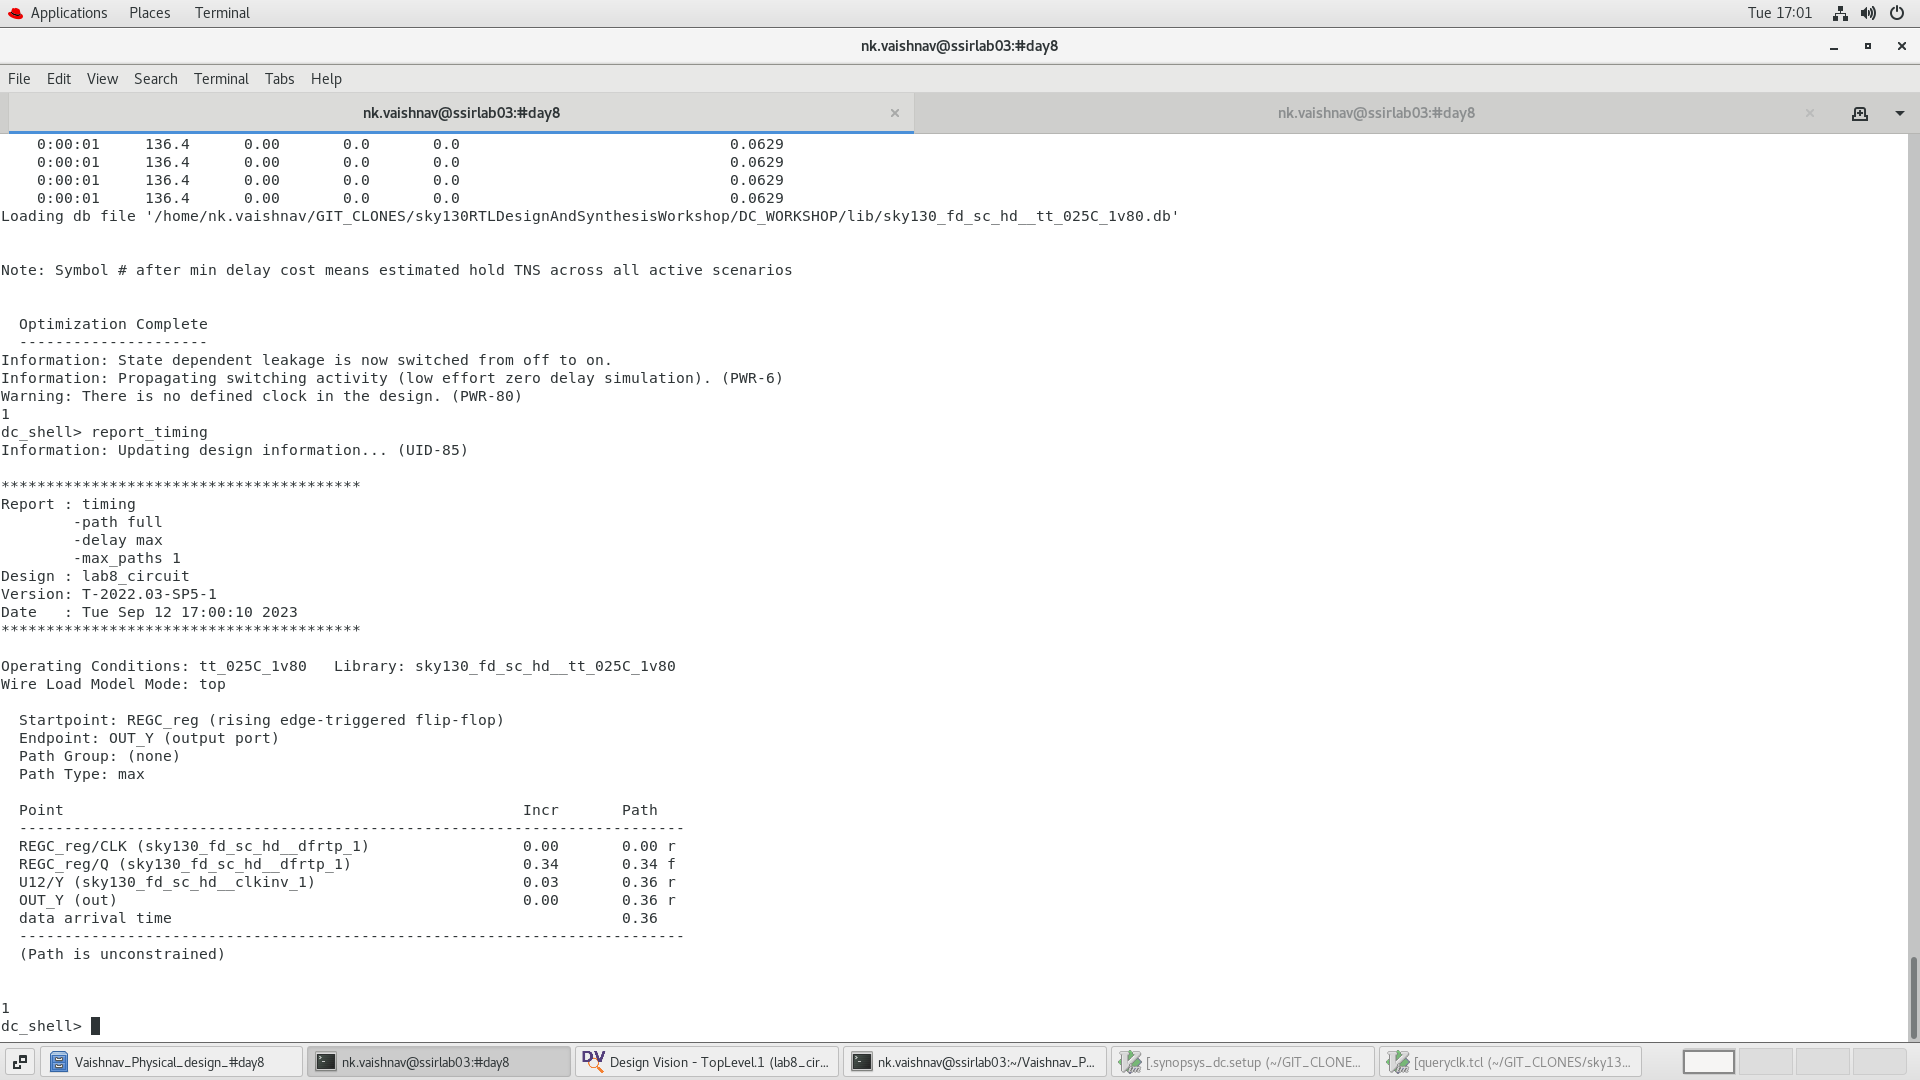 Applications Places Terminal Tue 17:01
nk.vaishnav@ssirlab03:#day8
File Edit View Search Terminal Tabs Help
nk.vaishnav@ssirlab03:#day8 × nk.vaishnav@ssirlab03:#day8 ×
0:00:01 136.4 0.00 0.0 0.0 0.0629
0:00:01 136.4 0.00 0.0 0.0 0.0629
0:00:01 136.4 0.00 0.0 0.0 0.0629
0:00:01 136.4 0.00 0.0 0.0 0.0629
Loading db file '/home/nk.vaishnav/GIT_CLONES/sky130RTLDesignAndSynthesisWorkshop/DC_WORKSHOP/lib/sky130_fd_sc_hd__tt_025C_1v80.db'
Note: Symbol # after min delay cost means estimated hold TNS across all active scenarios
Optimization Complete
---------------------
Information: State dependent leakage is now switched from off to on.
Information: Propagating switching activity (low effort zero delay simulation). (PWR-6)
Warning: There is no defined clock in the design. (PWR-80)
1
dc_shell> report_timing
Information: Updating design information... (UID-85)
****************************************
Report : timing
-path full
-delay max
-max_paths 1
Design : lab8_circuit
Version: T-2022.03-SP5-1
Date : Tue Sep 12 17:00:10 2023
****************************************
Operating Conditions: tt_025C_1v80 Library: sky130_fd_sc_hd__tt_025C_1v80
Wire Load Model Mode: top
Startpoint: REGC_reg (rising edge-triggered flip-flop)
Endpoint: OUT_Y (output port)
Path Group: (none)
Path Type: max
Point Incr Path
--------------------------------------------------------------------------
REGC_reg/CLK (sky130_fd_sc_hd__dfrtp_1) 0.00 0.00 r
REGC_reg/Q (sky130_fd_sc_hd__dfrtp_1) 0.34 0.34 f
U12/Y (sky130_fd_sc_hd__clkinv_1) 0.03 0.36 r
OUT_Y (out) 0.00 0.36 r
data arrival time 0.36
--------------------------------------------------------------------------
(Path is unconstrained)
1
dc_shell>
Vaishnav_Physical_design_#day8 nk.vaishnav@ssirlab03:#day8 DV Design Vision - TopLevel.1 (lab8_cir... nk.vaishnav@ssirlab03:~/Vaishnav_P... [.synopsys_dc.setup (~/GIT_CLONE... [queryclk.tcl (~/GIT_CLONES/sky13...